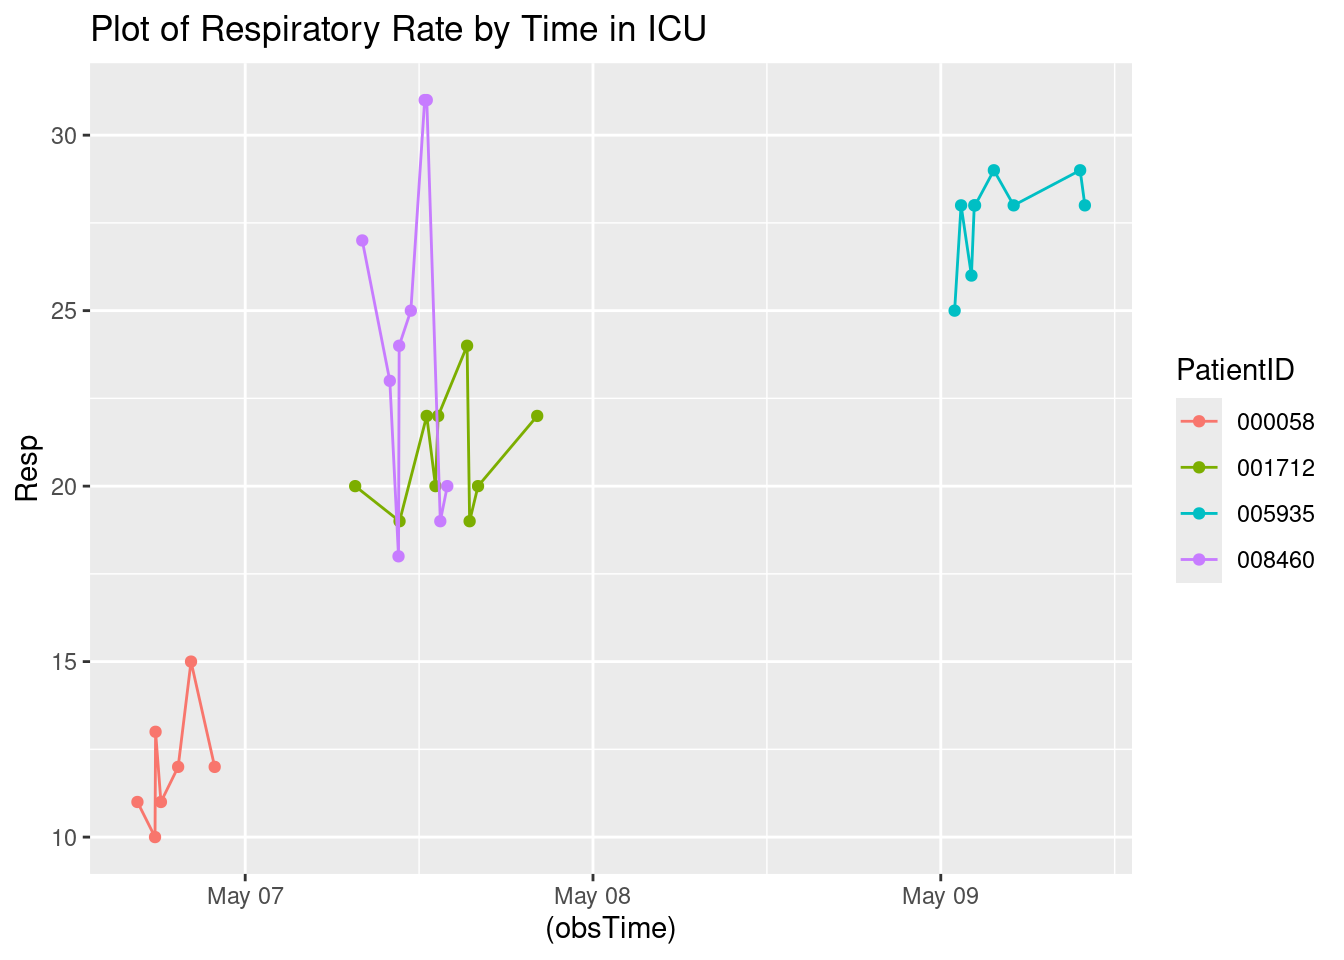 Plot of Respiratory Rate by Time in ICU
30
25
20
15
10
Resp
May 07 May 08 May 09
(obsTime)
PatientID
000058
001712
005935
008460